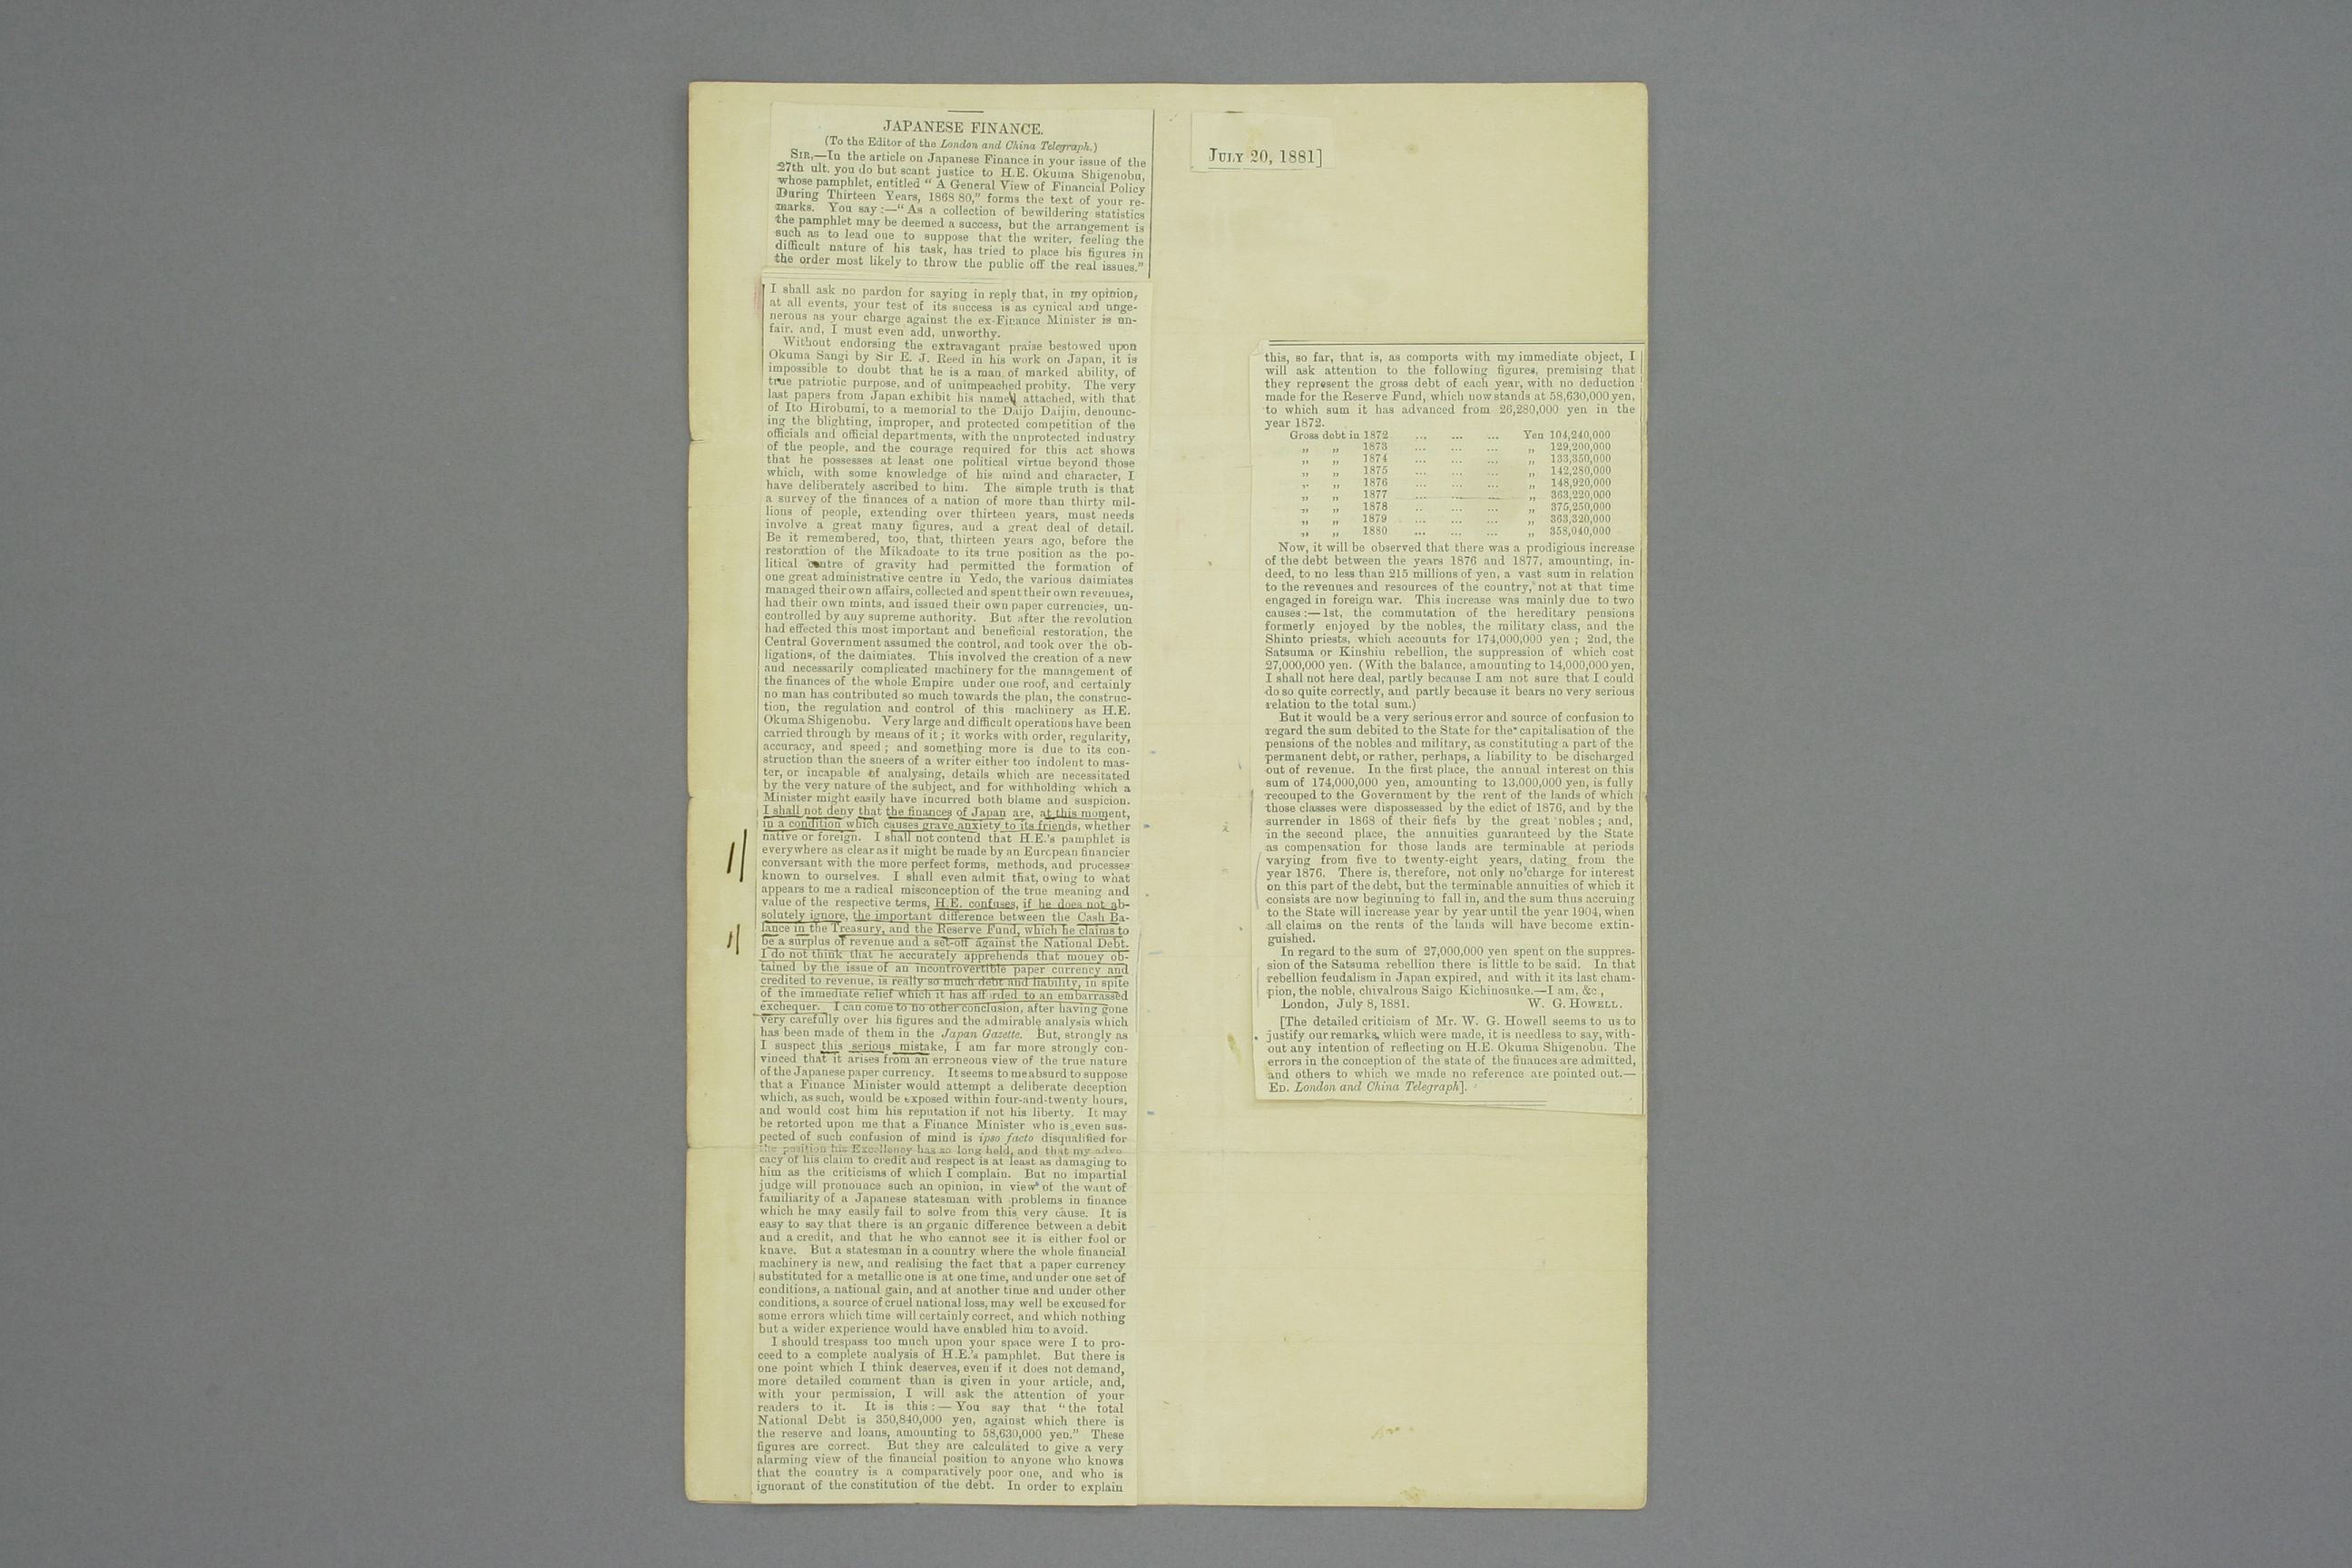 JAPANESE FINANCE.
(To the Editor of the London and China Telegraph.)
SIR,—In the article on Japanese Finance in your issue of the
27th ult. you do but scant justice to H.E. Okuma Shigenobu,
whose pamphlet, entitled “ A General View of Financial Policy
During Thirteen Years, 1868 80,” forms the text of your re-
marks. You say :—“ As a collection of bewildering statistics
the pamphlet may be deemed a success, but the arrangement is
such as to lead one to suppose that the writer, feeling the
difficult nature of his task, has tried to place his figures in
the order most likely to throw the public off the real issues.”
I shall ask no pardon for saying in reply that, in my opinion,
at all events, your test of its success is as cynical and unge-
nerous as your charge against the ex-Finance Minister is un-
fair, and, I must even add, unworthy.
Without endorsing the extravagant praise bestowed upon
Okuma Sangi by Sir E. J. Reed in his work on Japan, it is
impossible to doubt that he is a man of marked ability, of
true patriotic purpose, and of unimpeached probity. The very
last papers from Japan exhibit his name attached, with that
of Ito Hirobumi, to a memorial to the Daijo Daijin, denounc-
ing the blighting, improper, and protected competition of the
officials and official departments, with the unprotected industry
of the people, and the courage required for this act shows
that he possesses at least one political virtue beyond those
which, with some knowledge of his mind and character, I
have deliberately ascribed to him. The simple truth is that
a survey of the finances of a nation of more than thirty mil-
lions of people, extending over thirteen years, must needs
involve a great many figures, and a great deal of detail.
Be it remembered, too, that, thirteen years ago, before the
restoration of the Mikadoate to its true position as the po-
litical centre of gravity had permitted the formation of
one great administrative centre in Yedo, the various daimiates
managed their own affairs, collected and spent their own revenues,
had their own mints, and issued their own paper currencies, un-
controlled by any supreme authority. But after the revolution
had effected this most important and beneficial restoration, the
Central Government assumed the control, and took over the ob-
ligations, of the daimiates. This involved the creation of a new
and necessarily complicated machinery for the management of
the finances of the whole Empire under one roof, and certainly
no man has contributed so much towards the plan, the construc-
tion, the regulation and control of this machinery as H.E.
Okuma Shigenobu. Very large and difficult operations have been
carried through by means of it ; it works with order, regularity,
accuracy, and speed ; and something more is due to its con-
struction than the sneers of a writer either too indolent to mas-
ter, or incapable of analysing, details which are necessitated
by the very nature of the subject, and for withholding which a
Minister might easily have incurred both blame and suspicion.
I shall not deny that the finances of Japan are, at this moment,
in a condition which causes grave anxiety to its friends, whether
native or foreign. I shall not contend that H.E.'s pamphlet is
everywhere as clear as it might be made by an European financier
conversant with the more perfect forms, methods, and processes
known to ourselves. I shall even admit that, owing to what
appears to me a radical misconception of the true meaning and
value of the respective terms, H.E. confuses, if he does not ab-
solutely ignore, the important difference between the Cash Ba-
lance in the Treasury, and the Reserve Fund, which he claims to
be a surplus of revenue and a set-off against the National Debt.
I do not think that he accurately apprehends that money ob-
tained by the issue of an incontrovertible paper currency and
credited to revenue, is really so much debt and liability, in spite
of the immediate relief which it has afforded to an embarrassed
exchequer. I can come to no other conclusion, after having gone
very carefully over his figures and the admirable analysis which
has been made of them in the Japan Gazette. But, strongly as
I suspect this serious mistake, I am far more strongly con-
vinced that it arises from an erroneous view of the true nature
of the Japanese paper currency. It seems to me absurd to suppose
that a Finance Minister would attempt a deliberate deception
which, as such, would be exposed within four-and-twenty hours,
and would cost him his reputation if not his liberty. It may
be retorted upon me that a Finance Minister who is even sus-
pected of such confusion of mind is ipso facto disqualified for
the position his Excellency has so long held, and that my advo
cacy of his claim to credit and respect is at least as damaging to
him as the criticisms of which I complain. But no impartial
judge will pronounce such an opinion, in view of the want of
familiarity of a Japanese statesman with problems in finance
which he may easily fail to solve from this very cause. It is
easy to say that there is an organic difference between a debit
and a credit, and that he who cannot see it is either fool or
knave. But a statesman in a country where the whole financial
machinery is new, and realising the fact that a paper currency
substituted for a metallic one is at one time, and under one set of
conditions, a national gain, and at another time and under other
conditions, a source of cruel national loss, may well be excused for
some errors which time will certainly correct, and which nothing
but a wider experience would have enabled him to avoid.
I should trespass too much upon your space were I to pro-
ceed to a complete analysis of H.E.'s pamphlet. But there is
one point which I think deserves, even if it does not demand,
more detailed comment than is given in your article, and,
with your permission, I will ask the attention of your
readers to it. It is this : — You say that “ the total
National Debt is 350,840,000 yen, against which there is
the reserve and loans, amounting to 58,630,000 yen.” These
figures are correct. But they are calculated to give a very
alarming view of the financial position to anyone who knows
that the country is a comparatively poor one, and who is
ignorant of the constitution of the debt. In order to explain
JULY 20, 1881]
this, so far, that is, as comports with my immediate object, I
will ask attention to the following figures, premising that
they represent the gross debt of each year, with no deduction
made for the Reserve Fund, which now stands at 58,630,000 yen,
to which sum it has advanced from 26,280,000 yen in the
year 1872.
Gross debt in 1872 ... ... ... Yen 104,240,000
„ „ 1873 ... ... ... „ 129,200,000
„ „ 1874 ... ... ... „ 133,350,000
„ „ 1875 ... ... ... „ 142,280,000
„ „ 1876 ... ... ... „ 148,920,000
„ „ 1877 ... ... ... „ 363,220,000
„ „ 1878 ... ... ... „ 375,250,000
„ „ 1879 ... ... ... „ 363,320,000
„ „ 1880 ... ... ... „ 358,040,000
Now, it will be observed that there was a prodigious increase
of the debt between the years 1876 and 1877, amounting, in-
deed, to no less than 215 millions of yen, a vast sum in relation
to the revenues and resources of the country, not at that time
engaged in foreign war. This increase was mainly due to two
causes :—1st, the commutation of the hereditary pensions
formerly enjoyed by the nobles, the military class, and the
Shinto priests, which accounts for 174,000,000 yen ; 2nd, the
Satsuma or Kinshiu rebellion, the suppression of which cost
27,000,000 yen. (With the balance, amounting to 14,000,000 yen,
I shall not here deal, partly because I am not sure that I could
do so quite correctly, and partly because it bears no very serious
relation to the total sum.)
But it would be a very serious error and source of confusion to
regard the sum debited to the State for the capitalisation of the
pensions of the nobles and military, as constituting a part of the
permanent debt, or rather, perhaps, a liability to be discharged
out of revenue. In the first place, the annual interest on this
sum of 174,000,000 yen, amounting to 13,000,000 yen, is fully
recouped to the Government by the rent of the lands of which
those classes were dispossessed by the edict of 1876, and by the
surrender in 1868 of their fiefs by the great nobles ; and,
in the second place, the annuities guaranteed by the State
as compensation for those lands are terminable at periods
varying from five to twenty-eight years, dating from the
year 1876. There is, therefore, not only no charge for interest
on this part of the debt, but the terminable annuities of which it
consists are now beginning to fall in, and the sum thus accruing
to the State will increase year by year until the year 1904, when
all claims on the rents of the lands will have become extin-
guished.
In regard to the sum of 27,000,000 yen spent on the suppres-
sion of the Satsuma rebellion there is little to be said. In that
rebellion feudalism in Japan expired, and with it its last cham-
pion, the noble, chivalrous Saigo Kichinosuke.—I am, &c.,
London, July 8, 1881. W. G. HOWELL.
[The detailed criticism of Mr. W. G. Howell seems to us to
justify our remarks, which were made, it is needless to say, with-
out any intention of reflecting on H.E. Okuma Shigenobu. The
errors in the conception of the state of the finances are admitted,
and others to which we made no reference are pointed out.—
ED. London and China Telegraph].